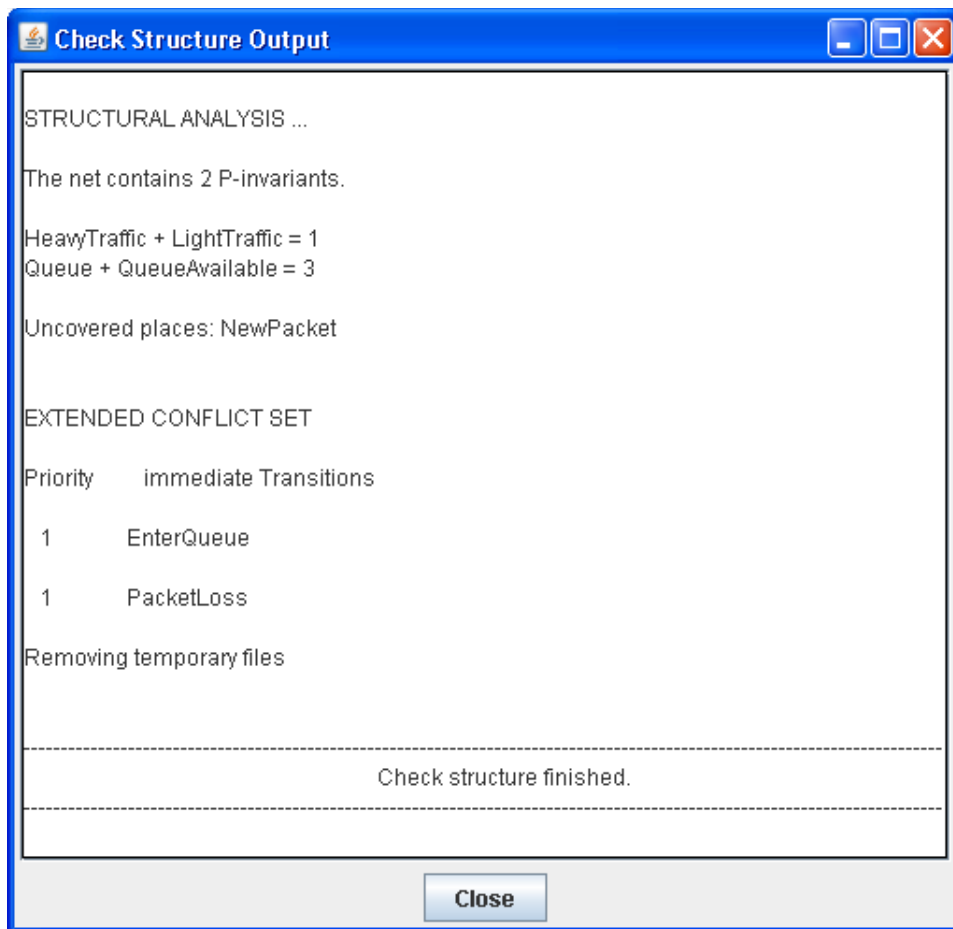 Check Structure Output
STRUCTURAL ANALYSIS ...
The net contains 2 P-invariants.
HeavyTraffic + LightTraffic = 1
Queue + QueueAvailable = 3
Uncovered places: NewPacket
EXTENDED CONFLICT SET
Priority immediate Transitions
1 EnterQueue
1 PacketLoss
Removing temporary files
Check structure finished.
Close